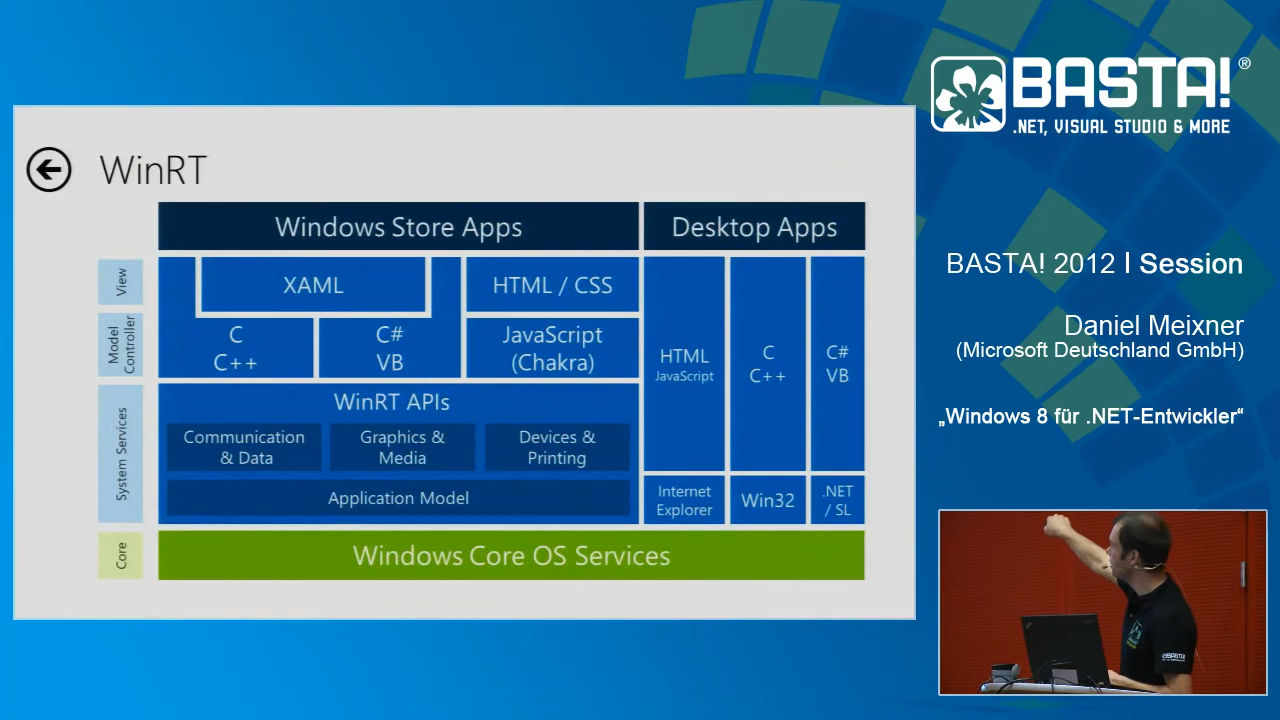 BASTA!®
.NET, VISUAL STUDIO & MORE
WinRT
Windows Store Apps
Desktop Apps
View
XAML
HTML / CSS
Model
Controller
C
C++
C#
VB
JavaScript
(Chakra)
HTML
JavaScript
C
C++
C#
VB
System Services
WinRT APIs
Communication
& Data
Graphics &
Media
Devices &
Printing
Application Model
Internet
Explorer
Win32
.NET
/ SL
Core
Windows Core OS Services
BASTA! 2012 I Session
Daniel Meixner
(Microsoft Deutschland GmbH)
„Windows 8 für .NET-Entwickler“
BASTA!